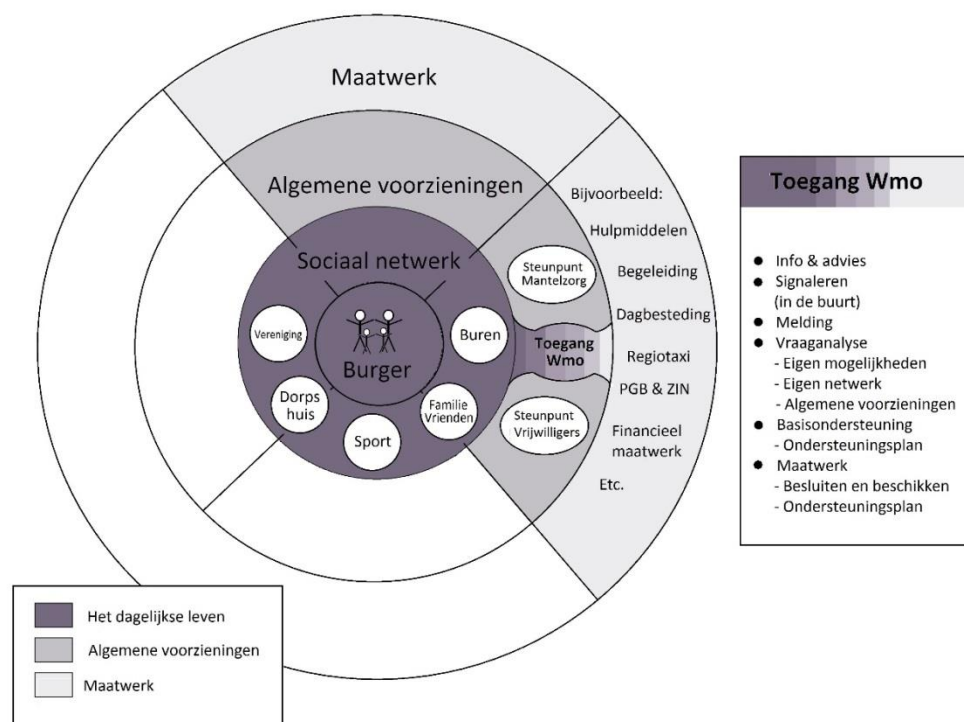 Maatwerk
Algemene voorzieningen
Sociaal netwerk
Burger
Vereniging
Dorps
huis
Sport
Familie
Vrienden
Buren
Steunpunt
Mantelzorg
Toegang
Wmo
Steunpunt
Vrijwilligers
Bijvoorbeeld:
Hulpmiddelen
Begeleiding
Dagbesteding
Regiotaxi
PGB & ZIN
Financieel
maatwerk
Etc.
Toegang Wmo
● Info & advies
● Signaleren
(in de buurt)
● Melding
● Vraaganalyse
- Eigen mogelijkheden
- Eigen netwerk
- Algemene voorzieningen
● Basisondersteuning
- Ondersteuningsplan
● Maatwerk
- Besluiten en beschikken
- Ondersteuningsplan
Het dagelijkse leven
Algemene voorzieningen
Maatwerk